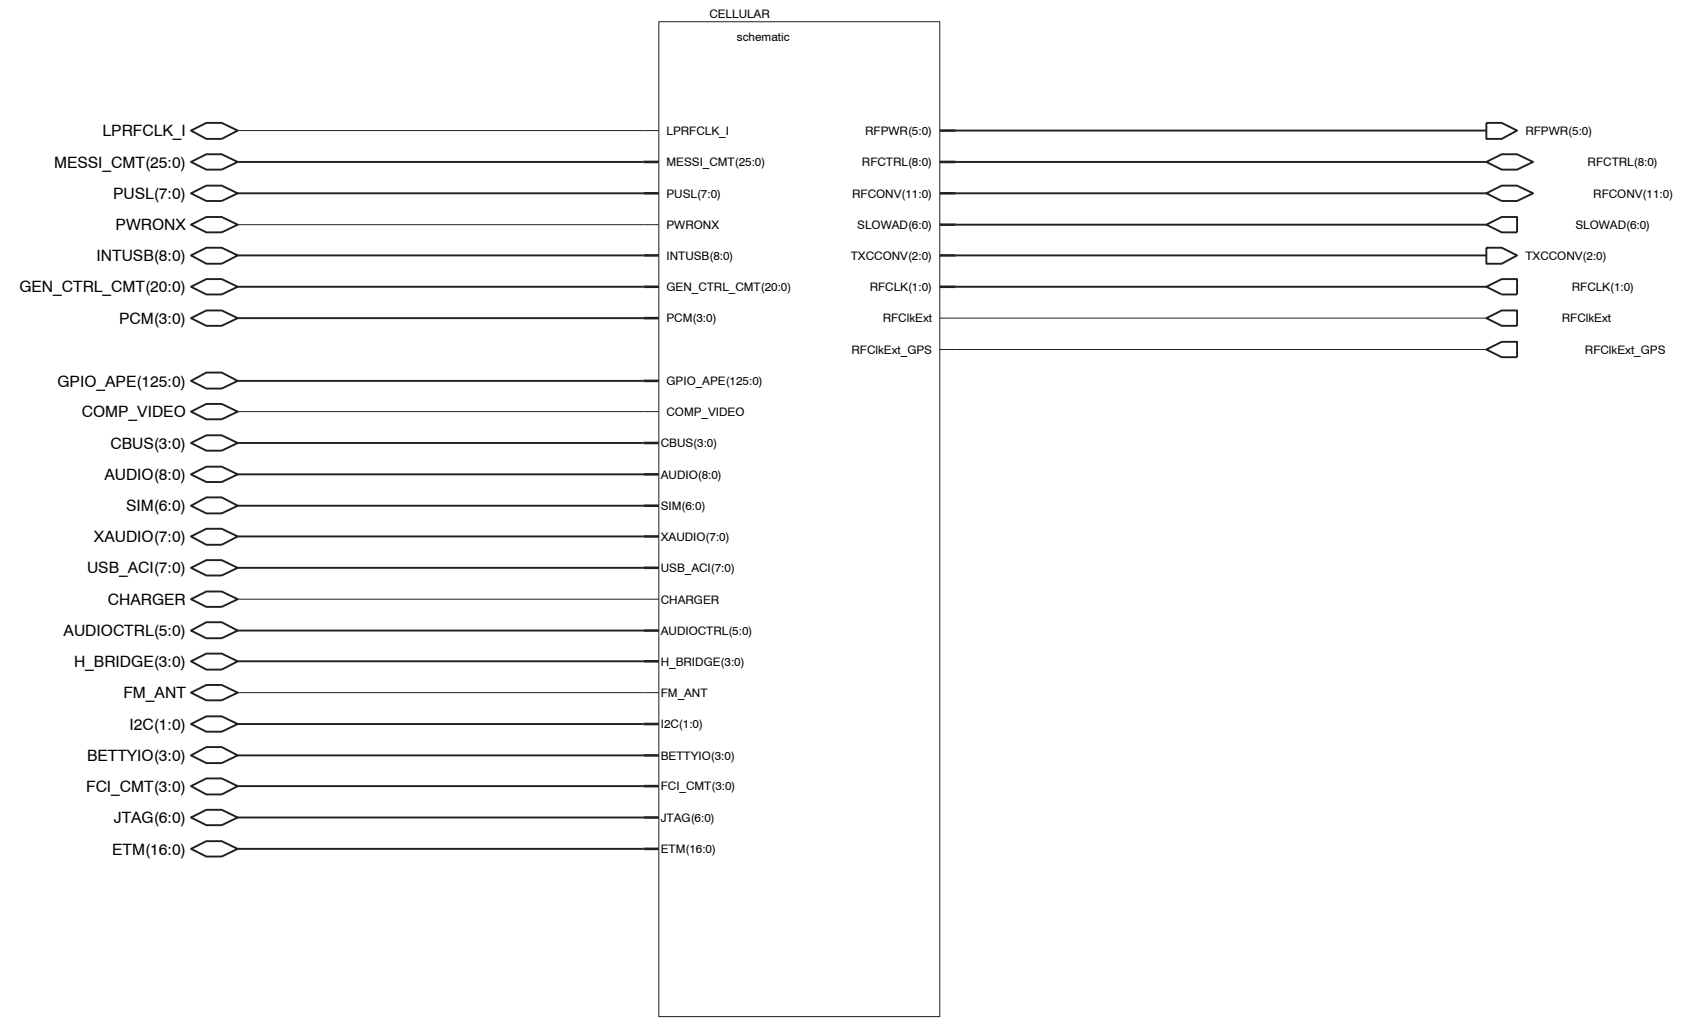 CELLULAR
schematic
LPRFCLK_I LPRFCLK_I RFPWR(5:0) RFPWR(5:0)
MESSI_CMT(25:0) MESSI_CMT(25:0) RFCTRL(8:0) RFCTRL(8:0)
PUSL(7:0) PUSL(7:0) RFCONV(11:0) RFCONV(11:0)
PWRONX PWRONX SLOWAD(6:0) SLOWAD(6:0)
INTUSB(8:0) INTUSB(8:0) TXCCONV(2:0) TXCCONV(2:0)
GEN_CTRL_CMT(20:0) GEN_CTRL_CMT(20:0) RFCLK(1:0) RFCLK(1:0)
PCM(3:0) PCM(3:0) RFClkExt RFClkExt
RFClkExt_GPS RFClkExt_GPS
GPIO_APE(125:0) GPIO_APE(125:0)
COMP_VIDEO COMP_VIDEO
CBUS(3:0) CBUS(3:0)
AUDIO(8:0) AUDIO(8:0)
SIM(6:0) SIM(6:0)
XAUDIO(7:0) XAUDIO(7:0)
USB_ACI(7:0) USB_ACI(7:0)
CHARGER CHARGER
AUDIOCTRL(5:0) AUDIOCTRL(5:0)
H_BRIDGE(3:0) H_BRIDGE(3:0)
FM_ANT FM_ANT
I2C(1:0) I2C(1:0)
BETTYIO(3:0) BETTYIO(3:0)
FCI_CMT(3:0) FCI_CMT(3:0)
JTAG(6:0) JTAG(6:0)
ETM(16:0) ETM(16:0)